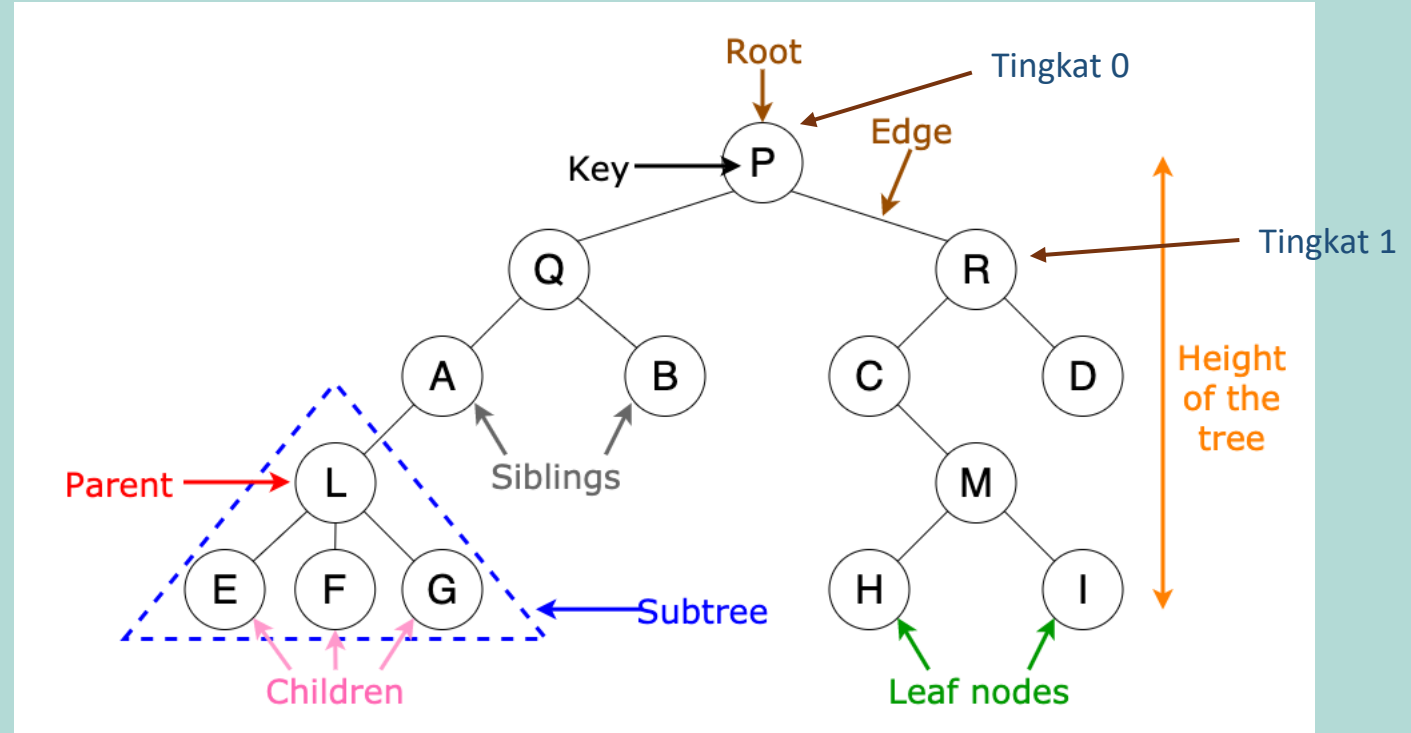 Root
Tingkat 0
Edge
Key
P
Q
R
Tingkat 1
A
B
C
D
Height
of the
tree
Parent
L
Siblings
M
E
F
G
H
I
Subtree
Children
Leaf nodes